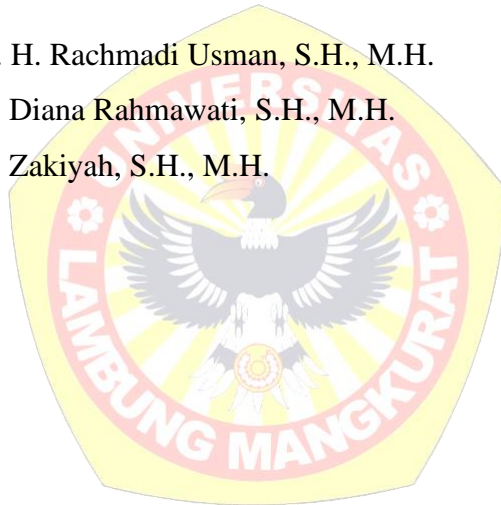 . H. Rachmadi Usman, S.H., M.H.
Diana Rahmawati, S.H., M.H.
Zakiyah, S.H., M.H.
UNIVERSITAS
LAMBUNG MANGKURAT